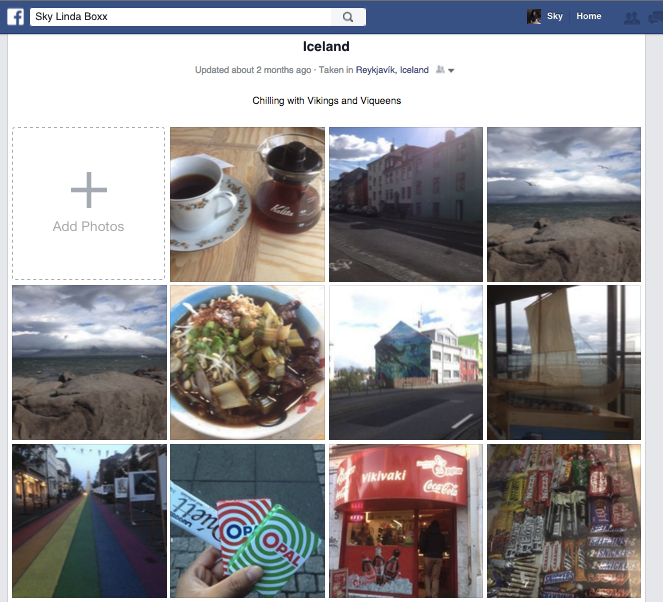 Sky Linda Boxx
Sky
Home
Iceland
Updated about 2 months ago · Taken in Reykjavík, Iceland
Chilling with Vikings and Viqueens
Add Photos
Kalita
OPAL
OPAL
Vikivaki
Coca-Cola